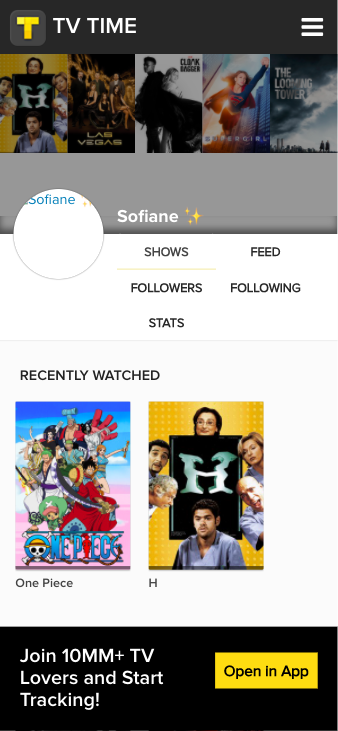 TV TIME
H
LAS
VEGAS
CLOAK
DAGGER
SUPERGIRL
THE
LOOMING
TOWER
Sofiane ✨
Sofiane ✨
SHOWS
FEED
FOLLOWERS
FOLLOWING
STATS
RECENTLY WATCHED
ONE PIECE
H
One Piece
H
Join 10MM+ TV
Lovers and Start
Tracking!
Open in App